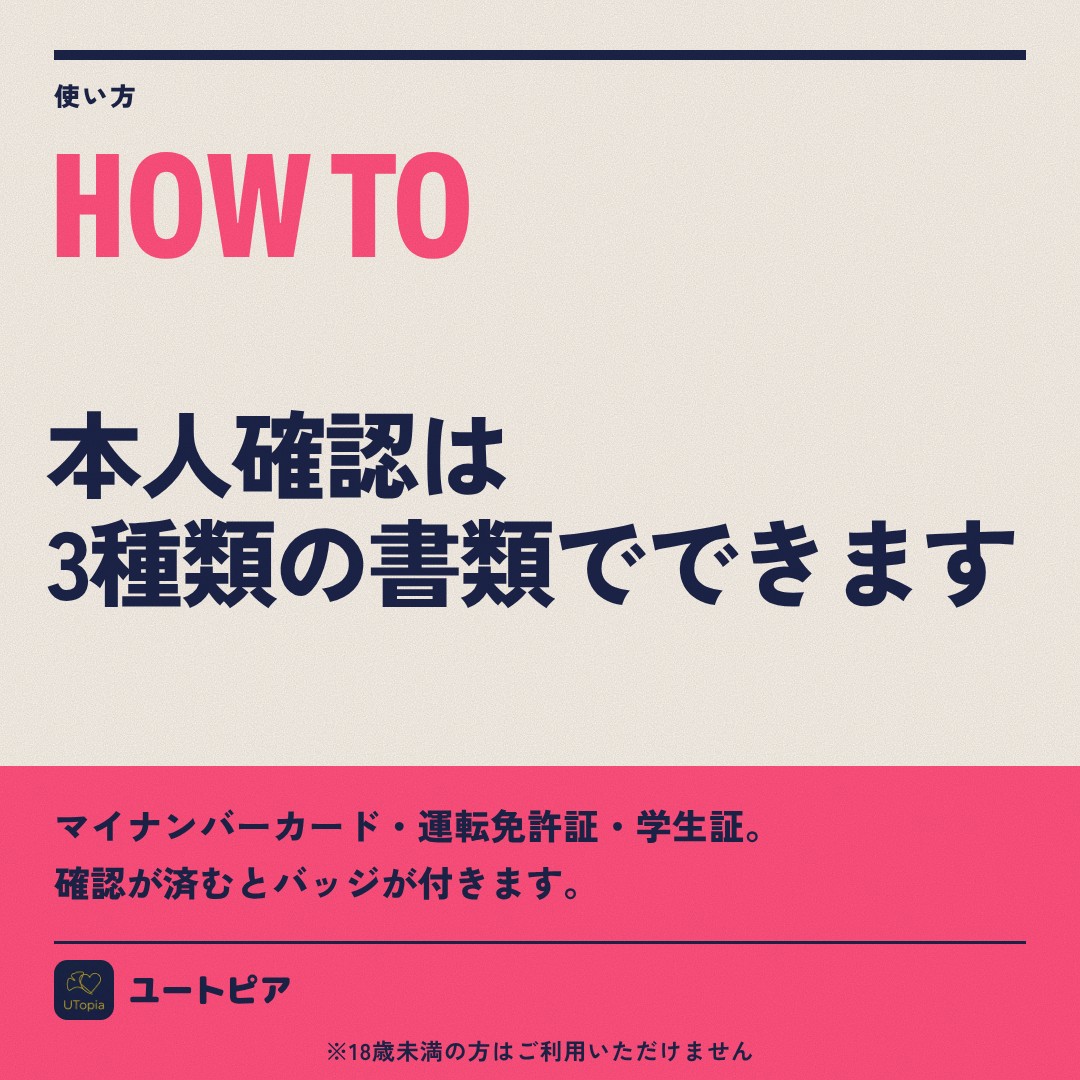 使い方
HOW TO
本人確認は
3種類の書類でできます
マイナンバーカード・運転免許証・学生証。
確認が済むとバッジが付きます。
UTopia
ユートピア
※18歳未満の方はご利用いただけません